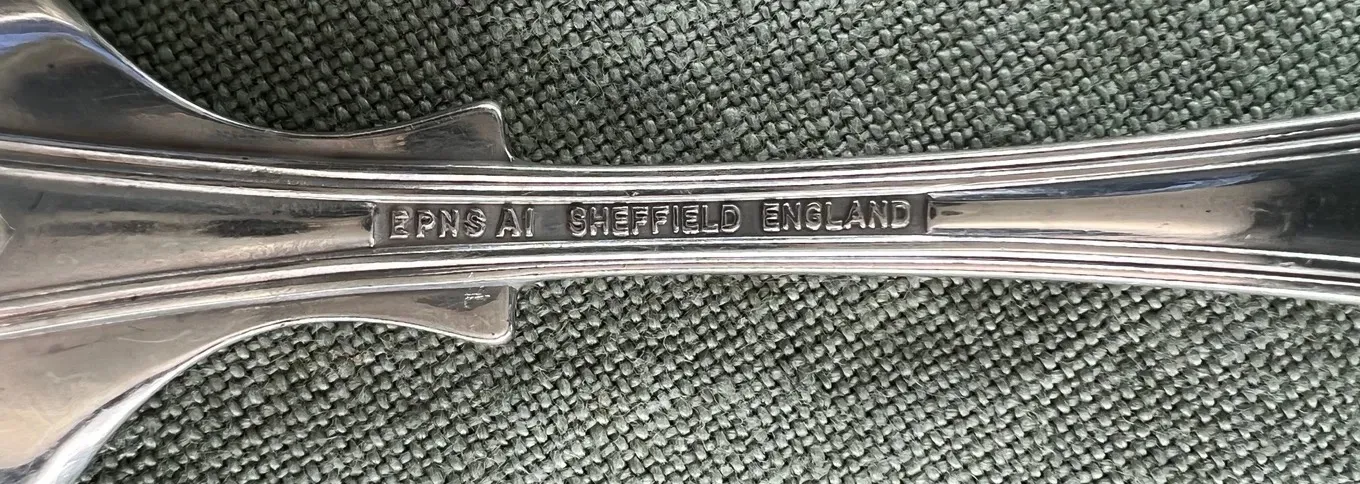 EPNS A1 SHEFFIELD ENGLAND